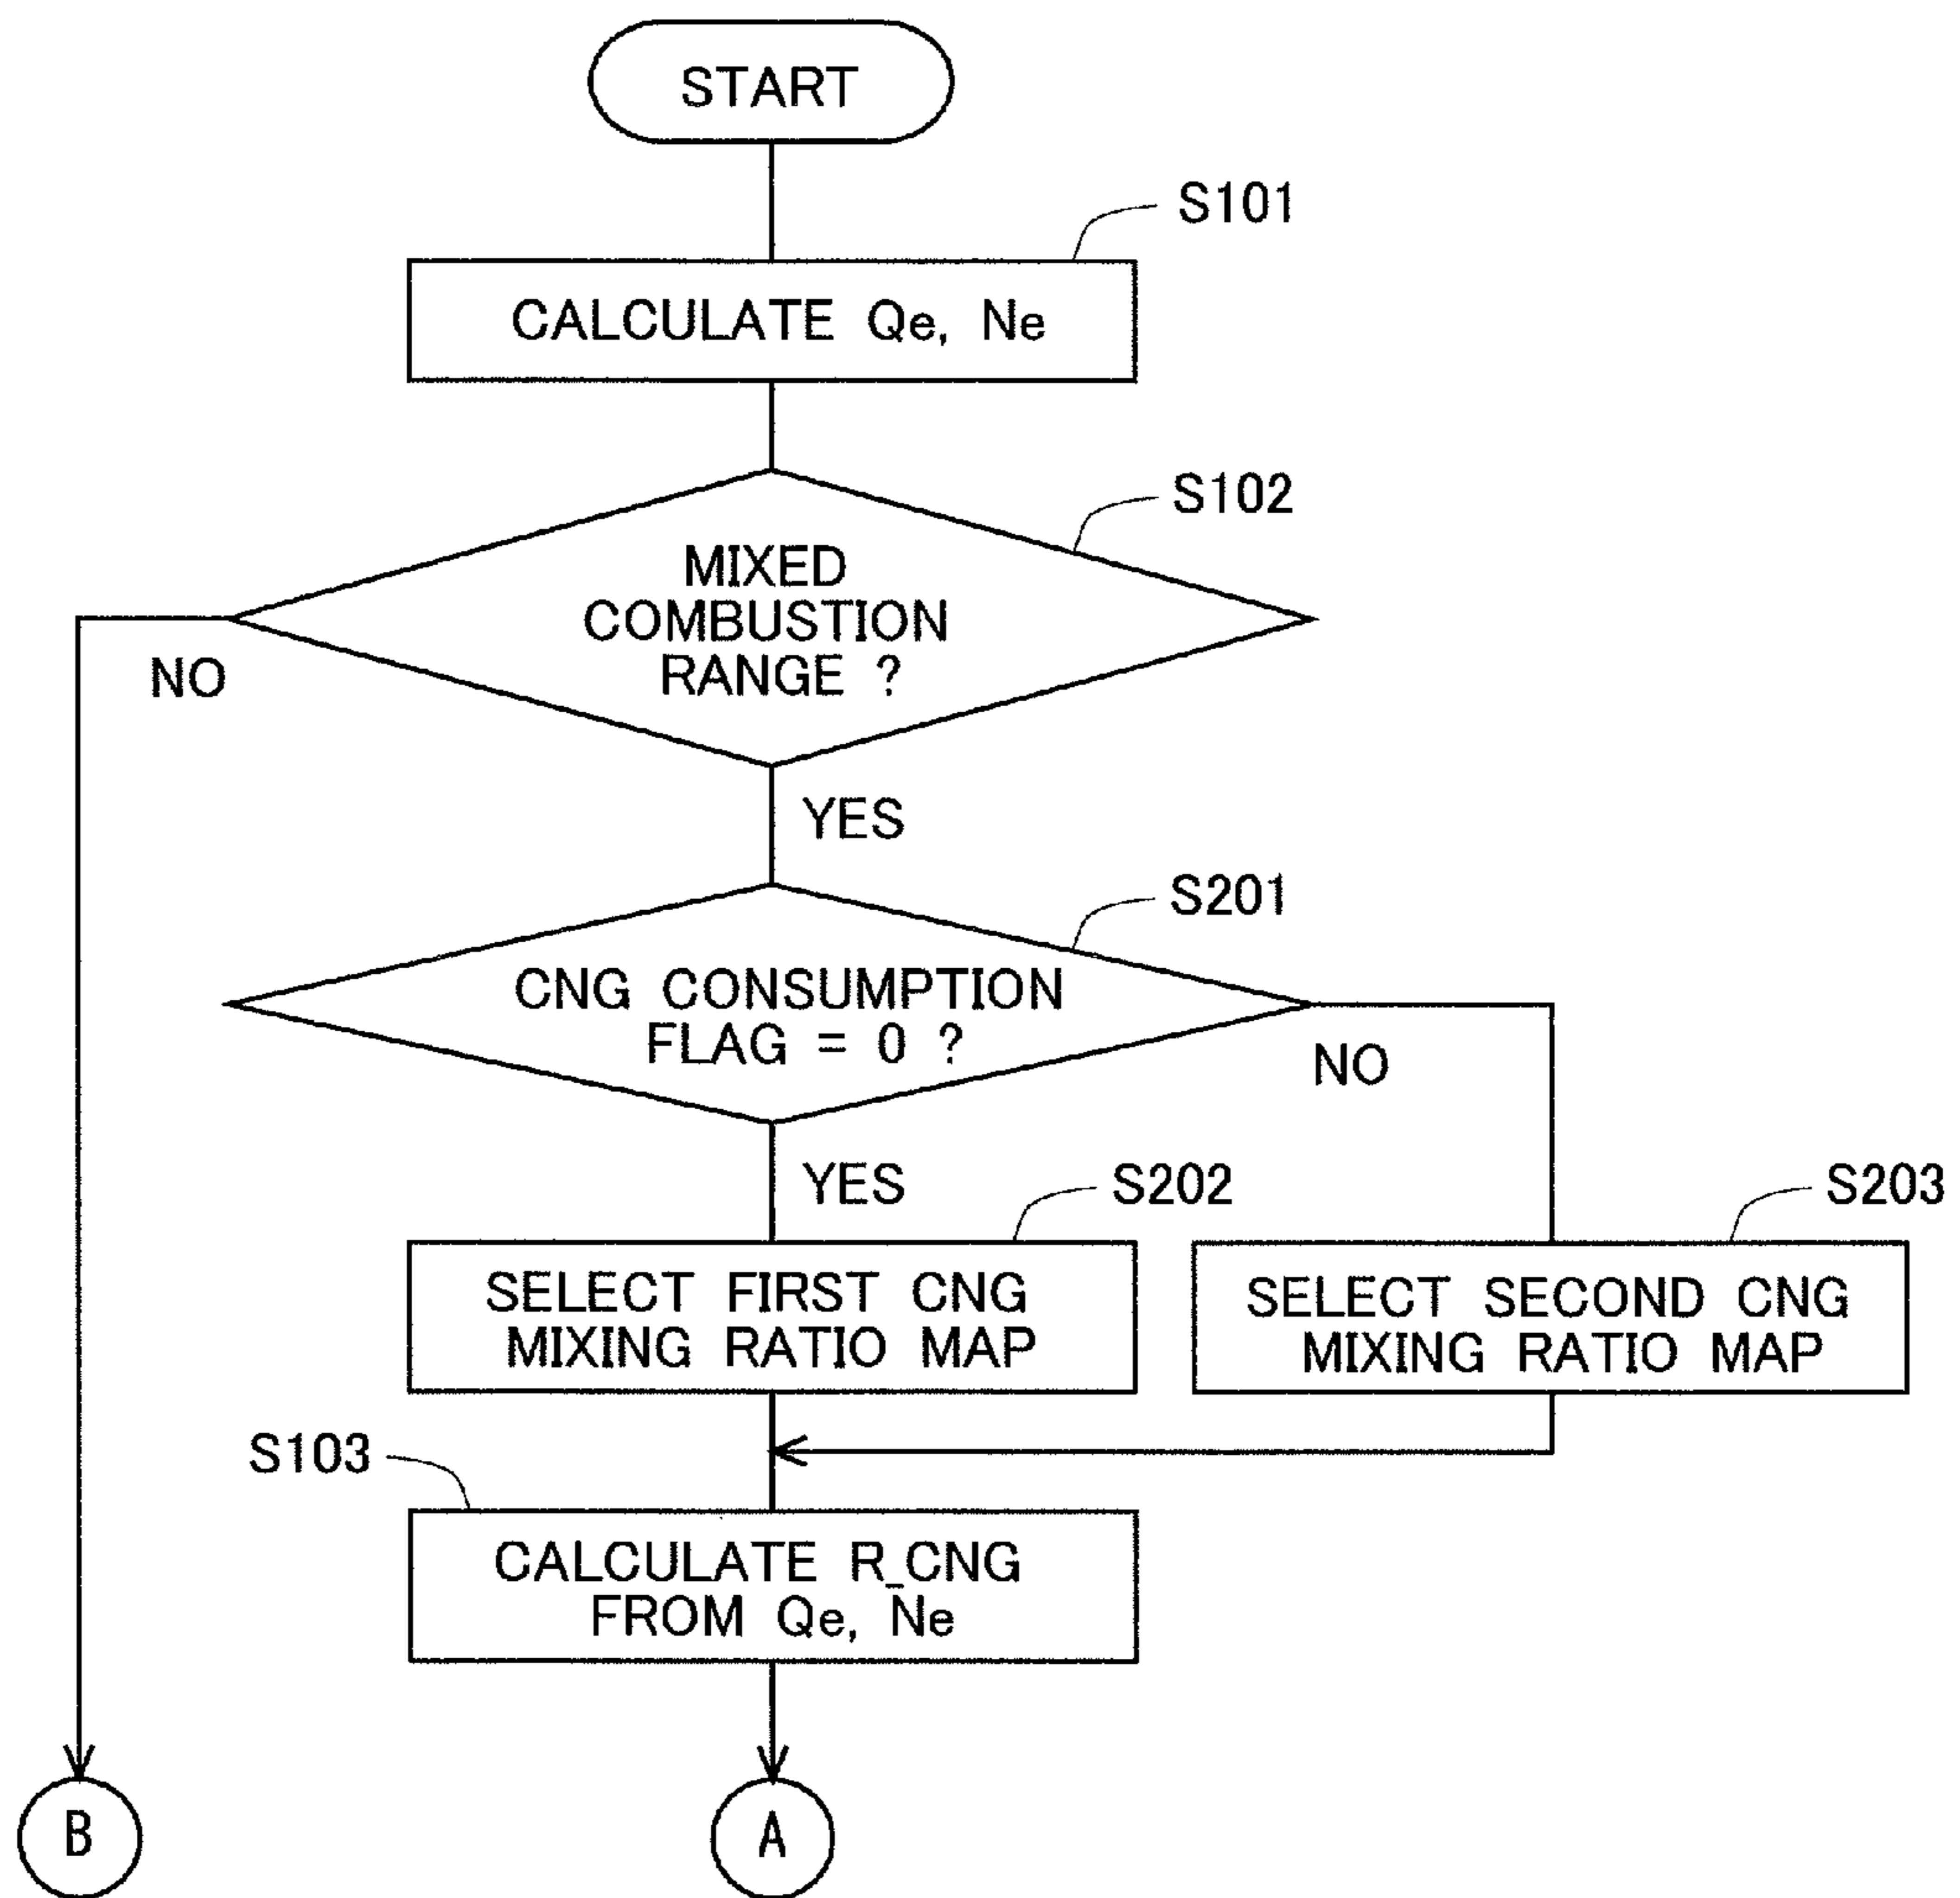 START
S101
CALCULATE Qe, Ne
S102
MIXED
COMBUSTION
RANGE ?
NO
YES
S201
CNG CONSUMPTION
FLAG = 0 ?
NO
YES
S202
S203
SELECT FIRST CNG
MIXING RATIO MAP
SELECT SECOND CNG
MIXING RATIO MAP
S103
CALCULATE R_CNG
FROM Qe, Ne
B
A